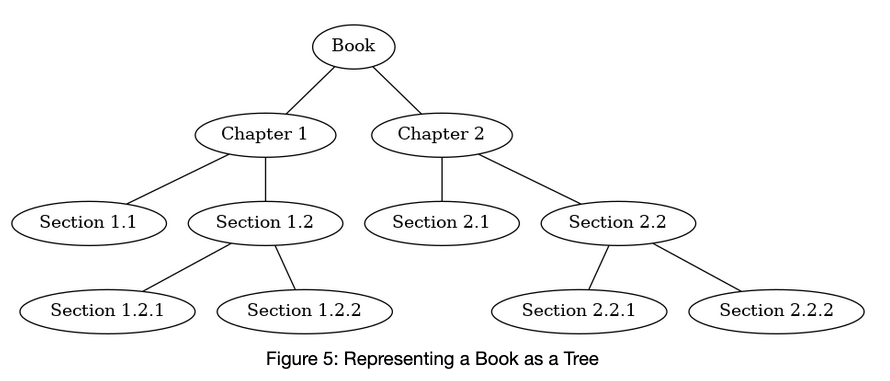 Book
Chapter 1
Chapter 2
Section 1.1
Section 1.2
Section 2.1
Section 2.2
Section 1.2.1
Section 1.2.2
Section 2.2.1
Section 2.2.2
Figure 5: Representing a Book as a Tree